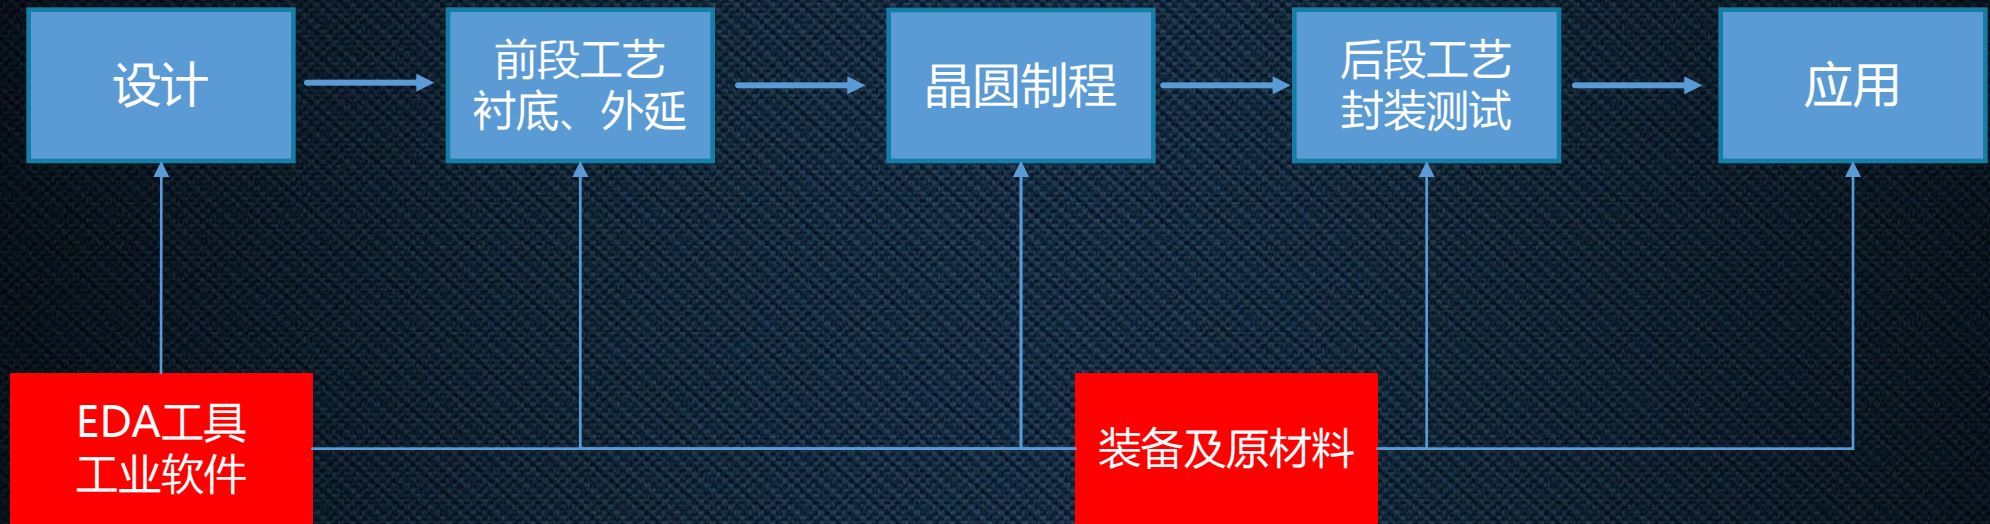 设计
前段工艺
衬底、外延
晶圆制程
后段工艺
封装测试
应用
EDA工具
工业软件
装备及原材料